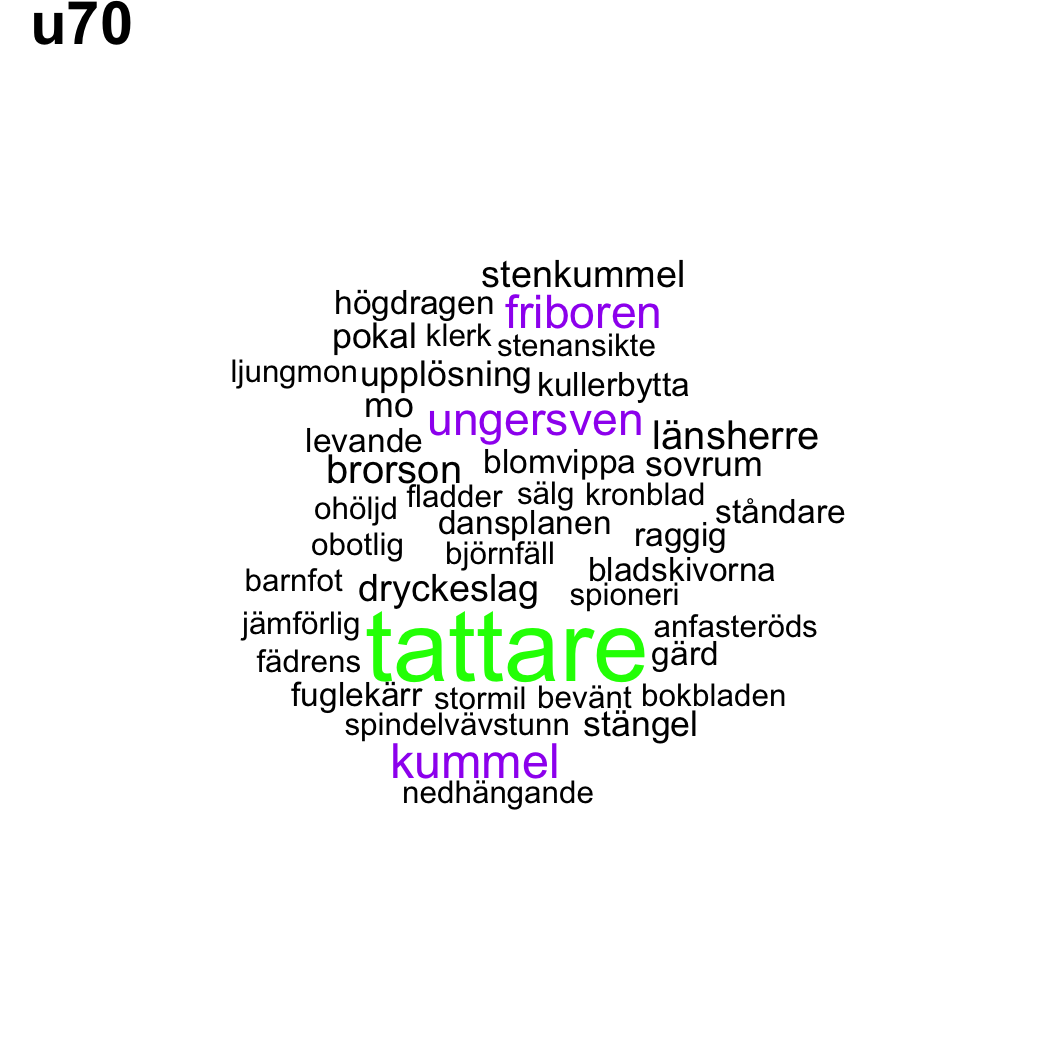 u70
stenkummel
högdragen friboren
pokal klerk stenansikte
ljungmon upplösning kullerbytta
mo ungersven länsherre
levande
brorson blomvippa sovrum
fladder sälg kronblad
ohöljd dansplanen ståndare
obotlig björnfäll raggig
barnfot dryckeslag bladskivorna
spioneri
jämförlig tattare anfasteröds
fädrens gärd
fuglekärr stormil bevänt bokbladen
spindelvävstunn stängel
kummel
nedhängande